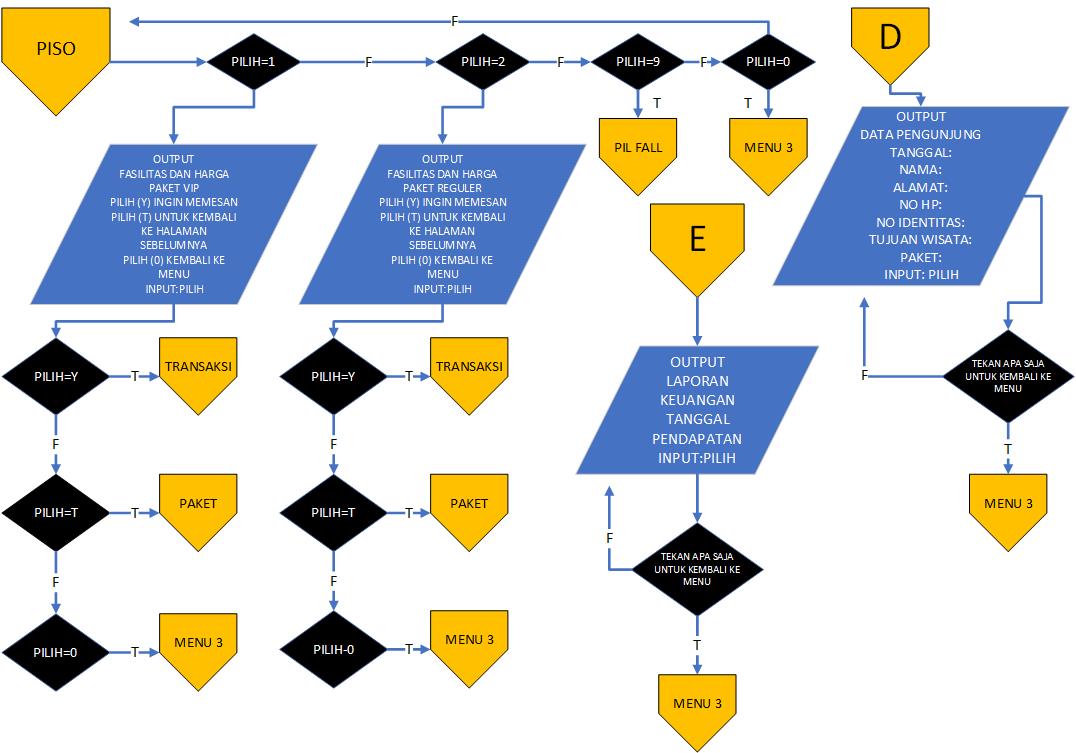 PISO
F
PILIH=1
F
PILIH=2
F
PILIH=9
F
PILIH=0
T
T
PIL FALL
MENU 3
OUTPUT
FASILITAS DAN HARGA
PAKET VIP
PILIH (Y) INGIN MEMESAN
PILIH (T) UNTUK KEMBALI
KE HALAMAN
SEBELUMNYA
PILIH (0) KEMBALI KE
MENU
INPUT:PILIH
PILIH=Y
T
TRANSAKSI
F
PILIH=T
T
PAKET
F
PILIH=0
T
MENU 3
OUTPUT
FASILITAS DAN HARGA
PAKET REGULER
PILIH (Y) INGIN MEMESAN
PILIH (T) UNTUK KEMBALI
KE HALAMAN
SEBELUMNYA
PILIH (0) KEMBALI KE
MENU
INPUT:PILIH
PILIH=Y
T
TRANSAKSI
F
PILIH=T
T
PAKET
F
PILIH-0
T
MENU 3
E
OUTPUT
LAPORAN
KEUANGAN
TANGGAL
PENDAPATAN
INPUT:PILIH
F
TEKAN APA SAJA
UNTUK KEMBALI KE
MENU
T
MENU 3
D
OUTPUT
DATA PENGUNJUNG
TANGGAL:
NAMA:
ALAMAT:
NO HP:
NO IDENTITAS:
TUJUAN WISATA:
PAKET:
INPUT: PILIH
F
TEKAN APA SAJA
UNTUK KEMBALI KE
MENU
T
MENU 3